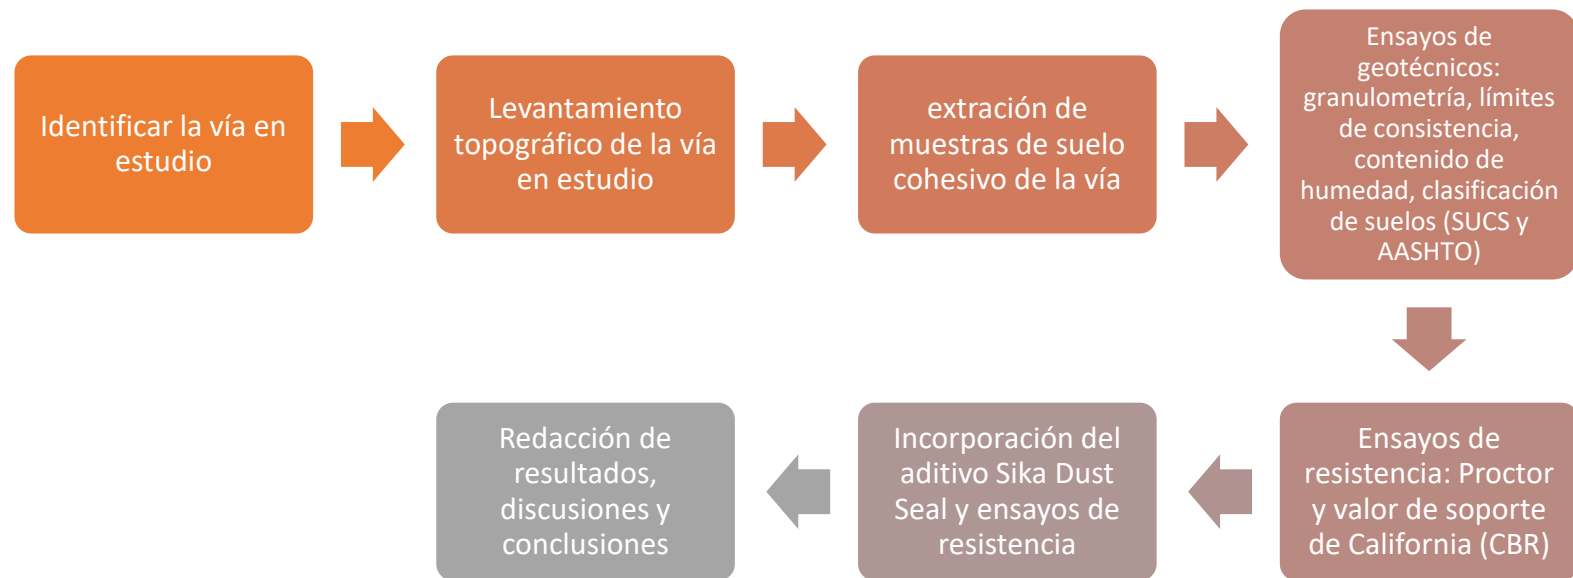 Identificar la vía en
estudio
Levantamiento
topográfico de la vía
en estudio
extracción de
muestras de suelo
cohesivo de la vía
Ensayos de
geotécnicos:
granulometría, límites
de consistencia,
contenido de
humedad, clasificación
de suelos (SUCS y
AASHTO)
Ensayos de
resistencia: Proctor
y valor de soporte
de California (CBR)
Incorporación del
aditivo Sika Dust
Seal y ensayos de
resistencia
Redacción de
resultados,
discusiones y
conclusiones